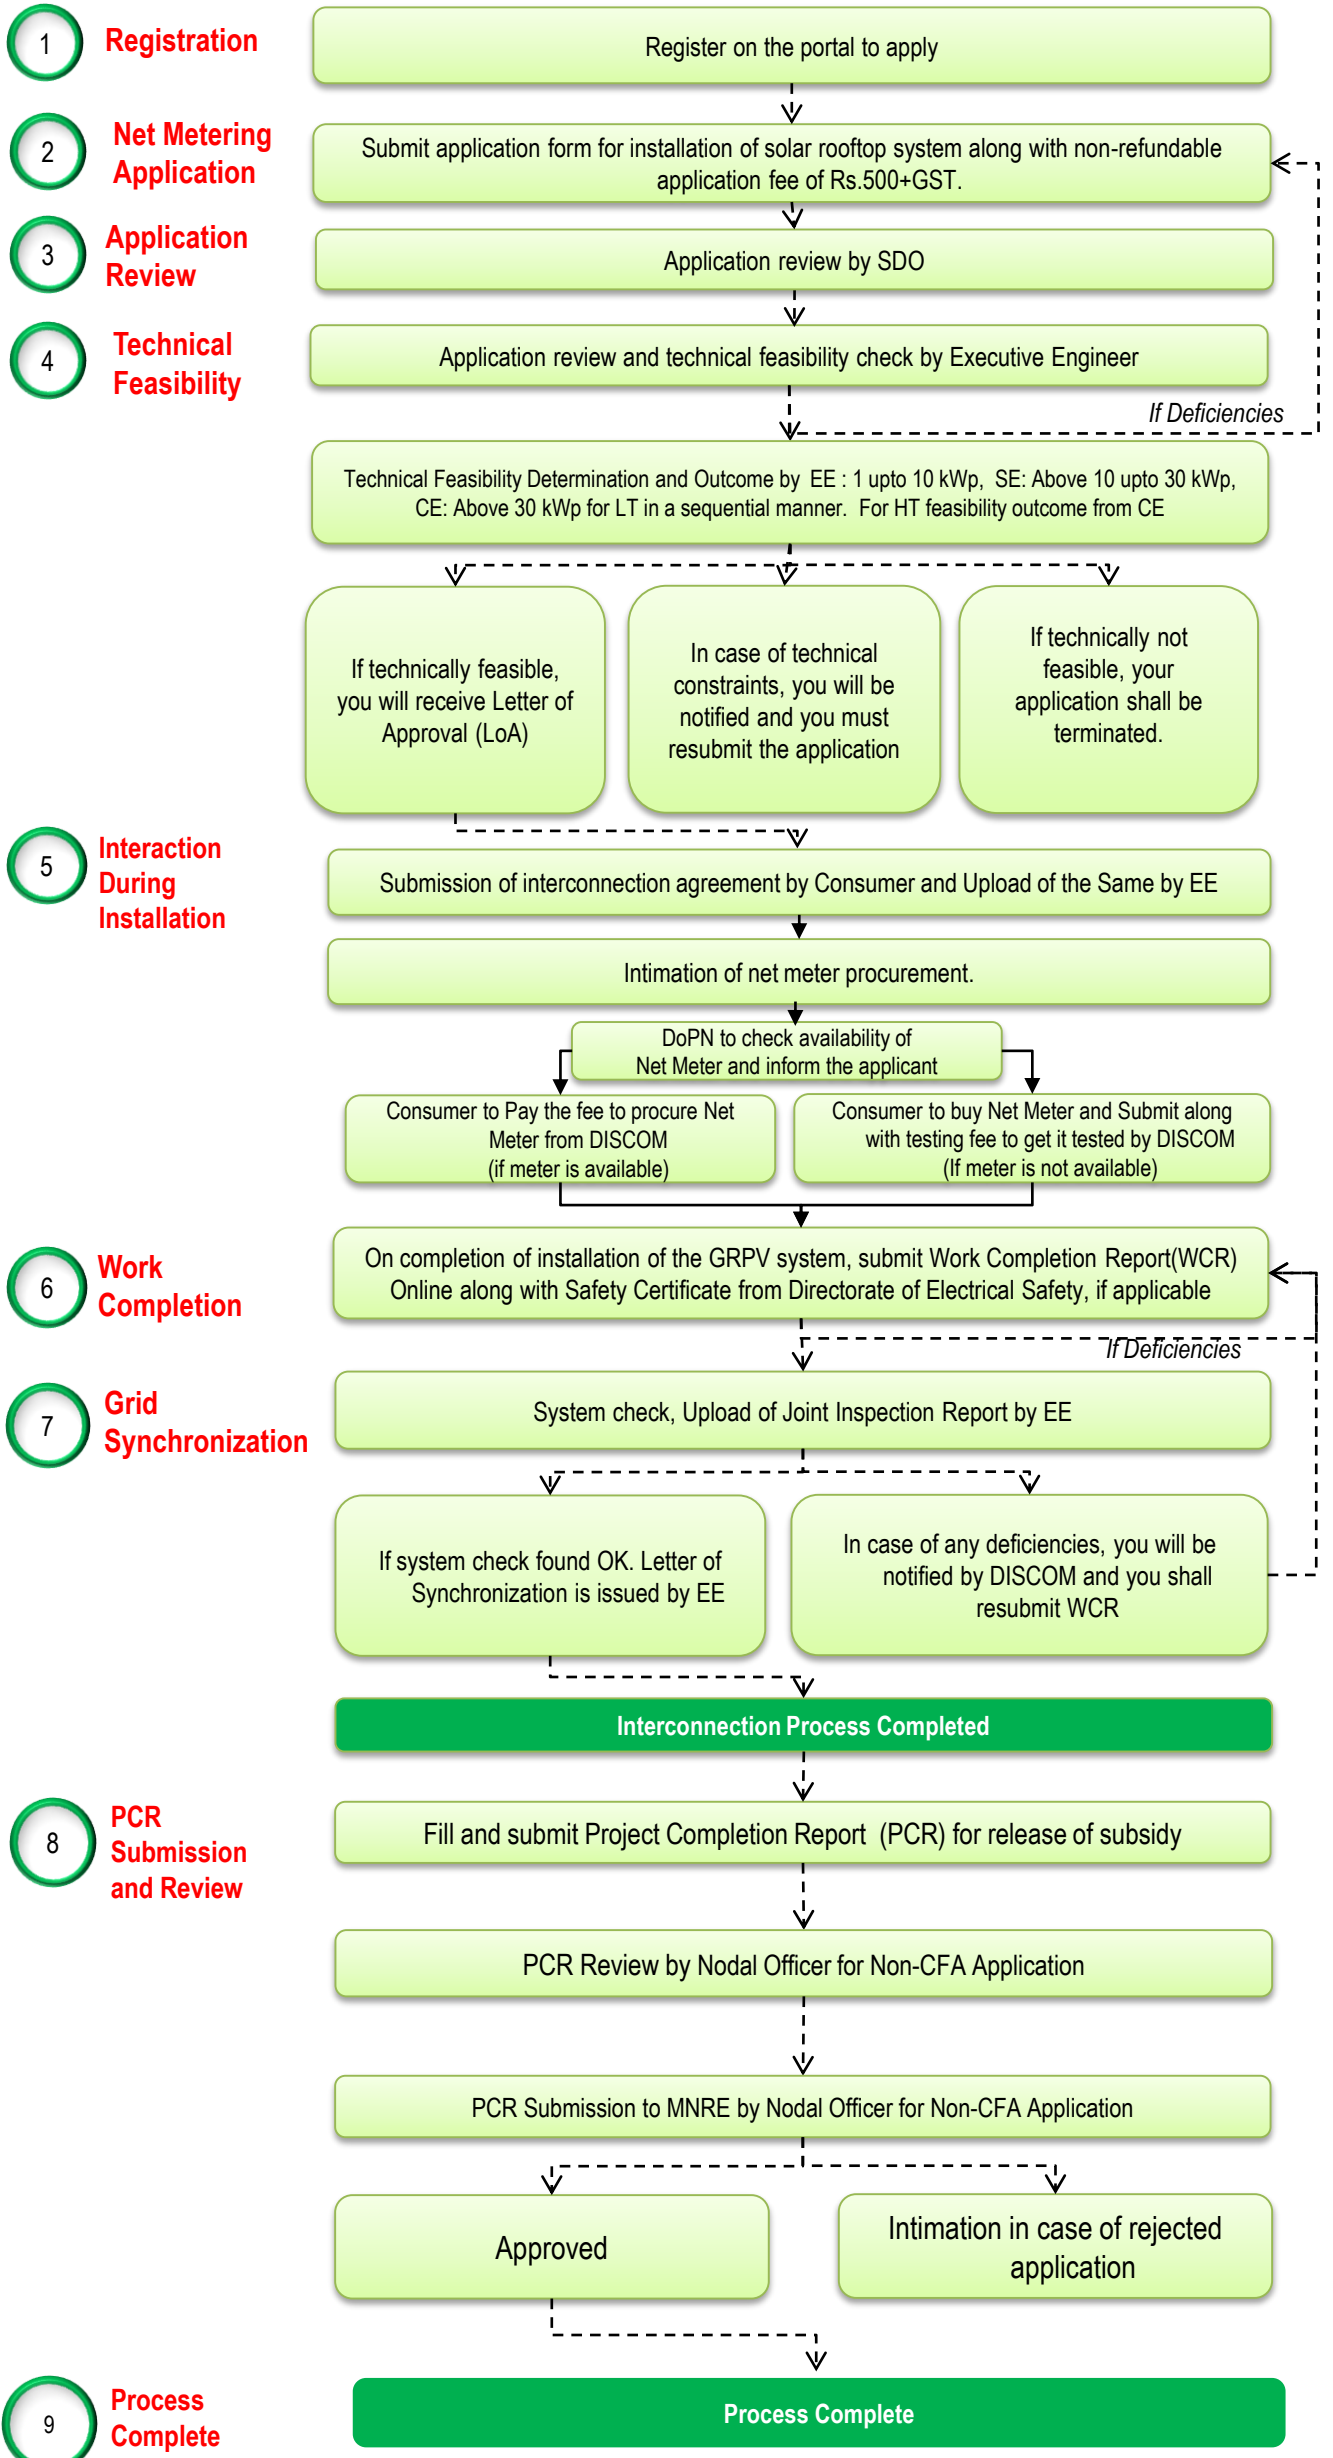 1
Registration
Register on the portal to apply
2
Net Metering
Application
Submit application form for installation of solar rooftop system along with non-refundable
application fee of Rs.500+GST.
3
Application
Review
Application review by SDO
4
Technical
Feasibility
Application review and technical feasibility check by Executive Engineer
If Deficiencies
Technical Feasibility Determination and Outcome by EE : 1 upto 10 kWp, SE: Above 10 upto 30 kWp,
CE: Above 30 kWp for LT in a sequential manner. For HT feasibility outcome from CE
If technically feasible,
you will receive Letter of
Approval (LoA)
In case of technical
constraints, you will be
notified and you must
resubmit the application
If technically not
feasible, your
application shall be
terminated.
5
Interaction
During
Installation
Submission of interconnection agreement by Consumer and Upload of the Same by EE
Intimation of net meter procurement.
DoPN to check availability of
Net Meter and inform the applicant
Consumer to Pay the fee to procure Net
Meter from DISCOM
(if meter is available)
Consumer to buy Net Meter and Submit along
with testing fee to get it tested by DISCOM
(If meter is not available)
6
Work
Completion
On completion of installation of the GRPV system, submit Work Completion Report(WCR)
Online along with Safety Certificate from Directorate of Electrical Safety, if applicable
If Deficiencies
7
Grid
Synchronization
System check, Upload of Joint Inspection Report by EE
If system check found OK. Letter of
Synchronization is issued by EE
In case of any deficiencies, you will be
notified by DISCOM and you shall
resubmit WCR
Interconnection Process Completed
8
PCR
Submission
and Review
Fill and submit Project Completion Report (PCR) for release of subsidy
PCR Review by Nodal Officer for Non-CFA Application
PCR Submission to MNRE by Nodal Officer for Non-CFA Application
Approved
Intimation in case of rejected
application
9
Process
Complete
Process Complete